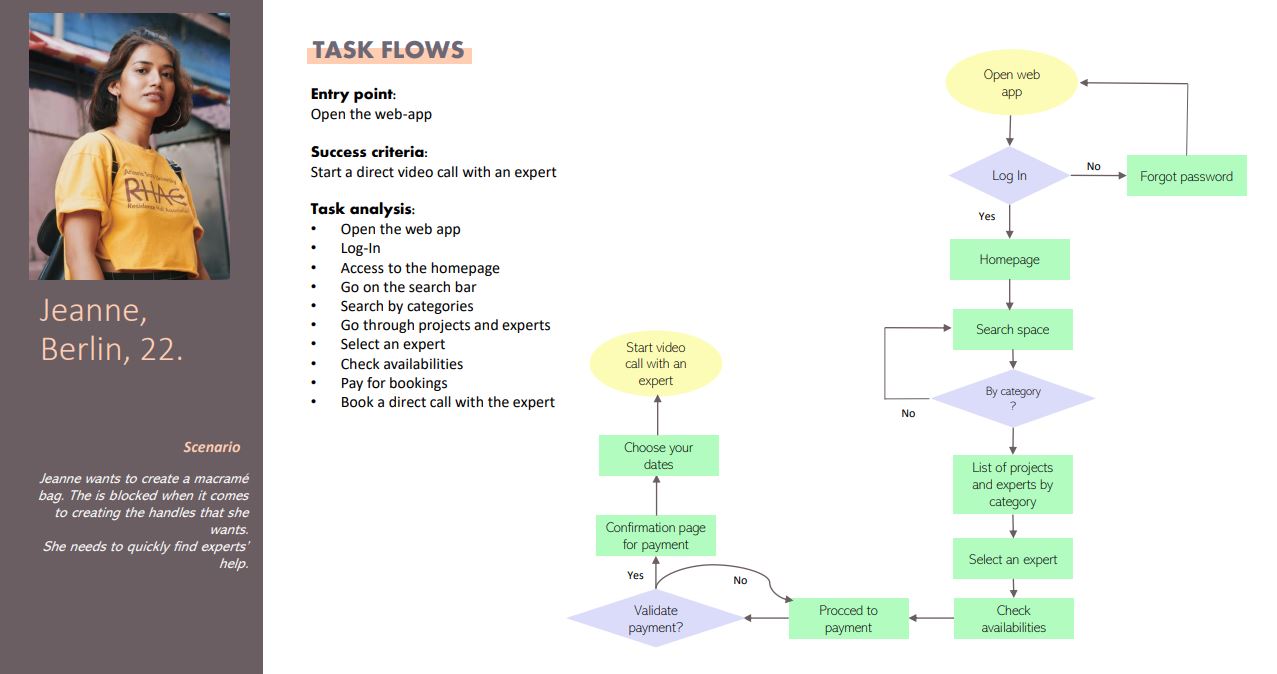 TASK FLOWS
Entry point:
Open the web-app
Success criteria:
Start a direct video call with an expert
Task analysis:
• Open the web app
• Log-In
• Access to the homepage
• Go on the search bar
• Search by categories
• Go through projects and experts
• Select an expert
• Check availabilities
• Pay for bookings
• Book a direct call with the expert
RHAC
Jeanne,
Berlin, 22.
Scenario
Jeanne wants to create a macramé
bag. The is blocked when it comes
to creating the handles that she
wants.
She needs to quickly find experts'
help.
Open web
app
Log In
No
Forgot password
Yes
Homepage
Search space
By category
?
No
List of projects
and experts by
category
Select an expert
Check
availabilities
Procced to
payment
Validate
payment?
No
Yes
Confirmation page
for payment
Choose your
dates
Start video
call with an
expert